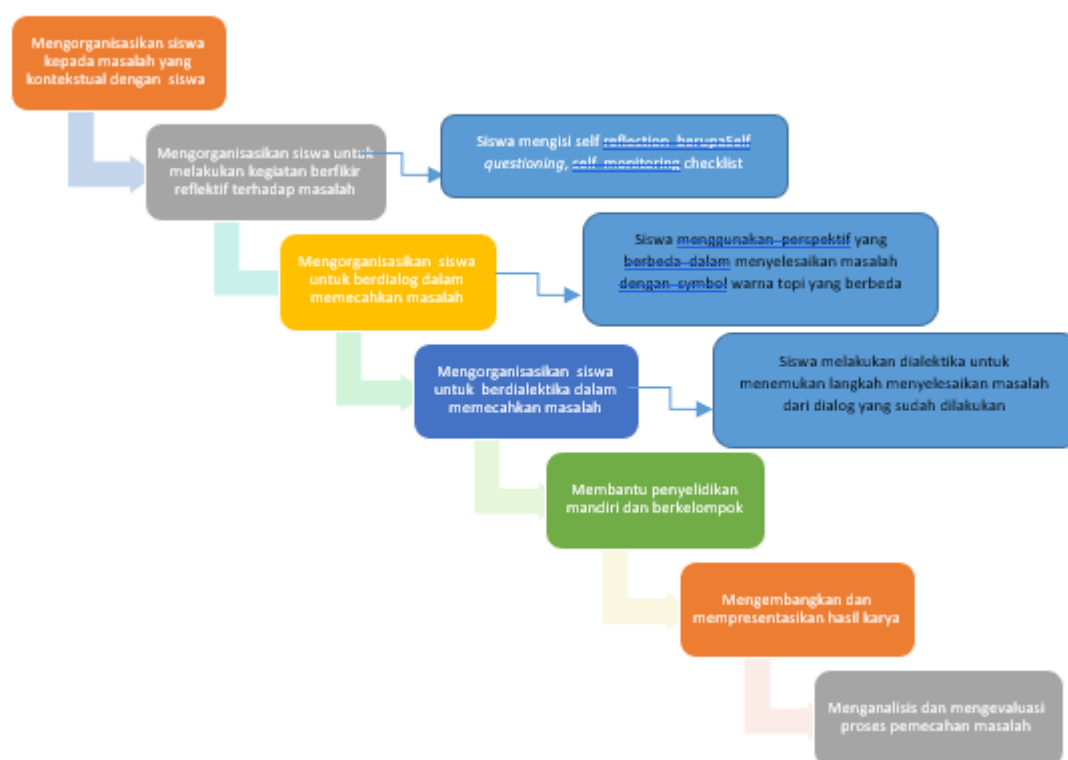 Mengorganisasikan siswa
kepada masalah yang
kontekstual dengan siswa
Mengorganisasikan siswa untuk
melakukan kegiatan berfikir
reflektif terhadap masalah
Siswa mengisi self reflection berupaSelf
questioning, self monitoring checklist
Mengorganisasikan siswa
untuk berdialog dalam
memecahkan masalah
Siswa menggunakan perspektif yang
berbeda dalam menyelesaikan masalah
dengan symbol warna topi yang berbeda
Mengorganisasikan siswa
untuk berdialektika dalam
memecahkan masalah
Siswa melakukan dialektika untuk
menemukan langkah menyelesaikan masalah
dari dialog yang sudah dilakukan
Membantu penyelidikan
mandiri dan berkelompok
Mengembangkan dan
mempresentasikan hasil karya
Menganalisis dan mengevaluasi
proses pemecahan masalah